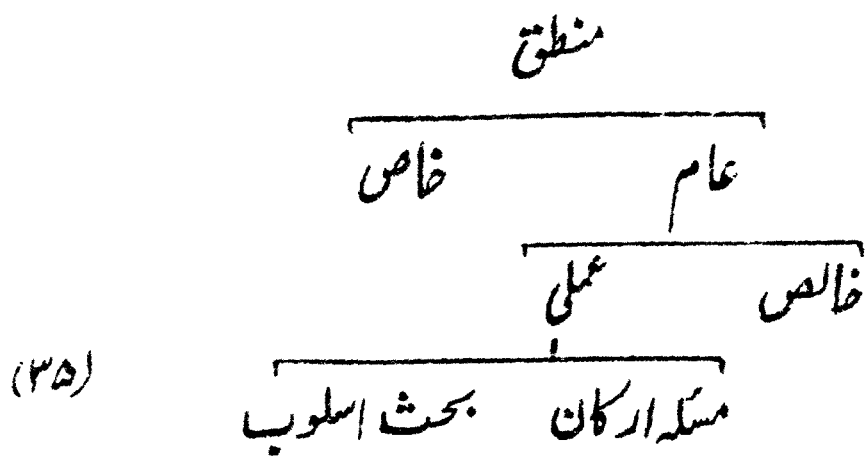 منطق
عام خاص
خالص عملی
مسئلہ ارکان بحث اسلوب
(۳۵)